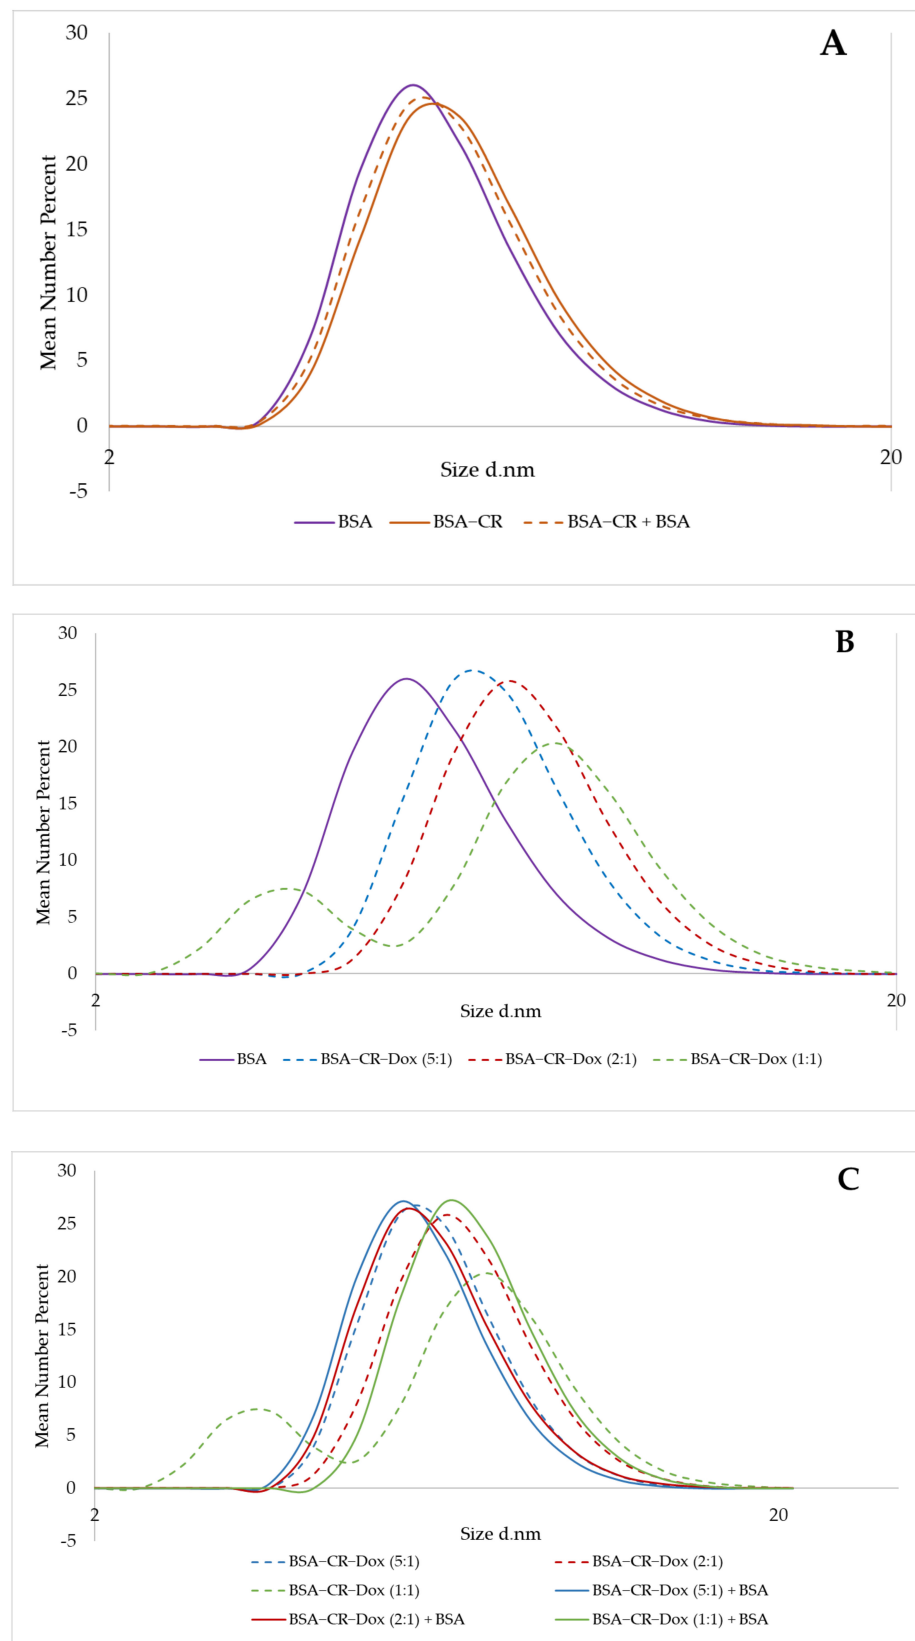 A
30
25
20
15
10
5
0
-5
Mean Number Percent
2
20
Size d.nm
BSA BSA−CR BSA−CR + BSA
B
30
25
20
15
10
5
0
-5
Mean Number Percent
2
20
Size d.nm
BSA BSA−CR−Dox (5:1) BSA−CR−Dox (2:1) BSA−CR−Dox (1:1)
C
30
25
20
15
10
5
0
-5
Mean Number Percent
2
20
Size d.nm
BSA−CR−Dox (5:1) BSA−CR−Dox (2:1)
BSA−CR−Dox (1:1) BSA−CR−Dox (5:1) + BSA
BSA−CR−Dox (2:1) + BSA BSA−CR−Dox (1:1) + BSA